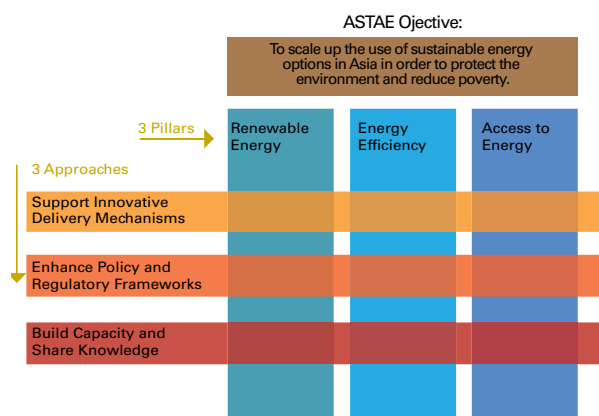 ASTAE Ojective:
To scale up the use of sustainable energy
options in Asia in order to protect the
environment and reduce poverty.
3 Pillars
Renewable
Energy
Energy
Efficiency
Access to
Energy
3 Approaches
Support Innovative
Delivery Mechanisms
Enhance Policy and
Regulatory Frameworks
Build Capacity and
Share Knowledge